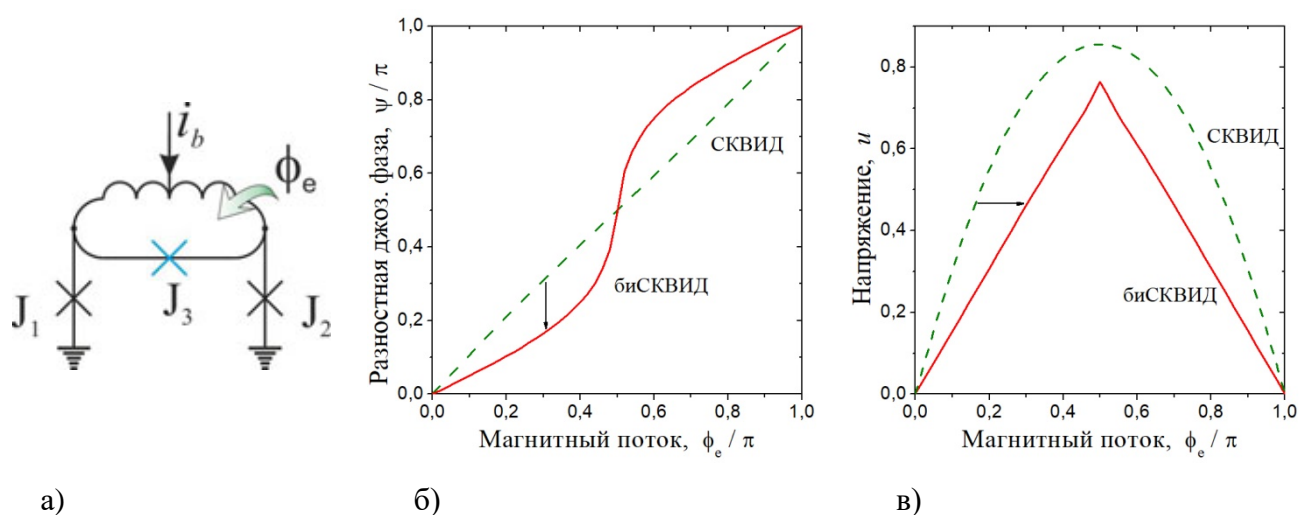 i_b
ϕ_e
J_1
J_3
J_2
а)
Разностная джоз. фаза, ψ / π
1,0
0,8
0,6
0,4
0,2
0,0
СКВИД
биСКВИД
0,0 0,2 0,4 0,6 0,8 1,0
Магнитный поток, ϕ_e / π
б)
Напряжение, u
0,8
0,6
0,4
0,2
0,0
СКВИД
биСКВИД
0,0 0,2 0,4 0,6 0,8 1,0
Магнитный поток, ϕ_e / π
в)